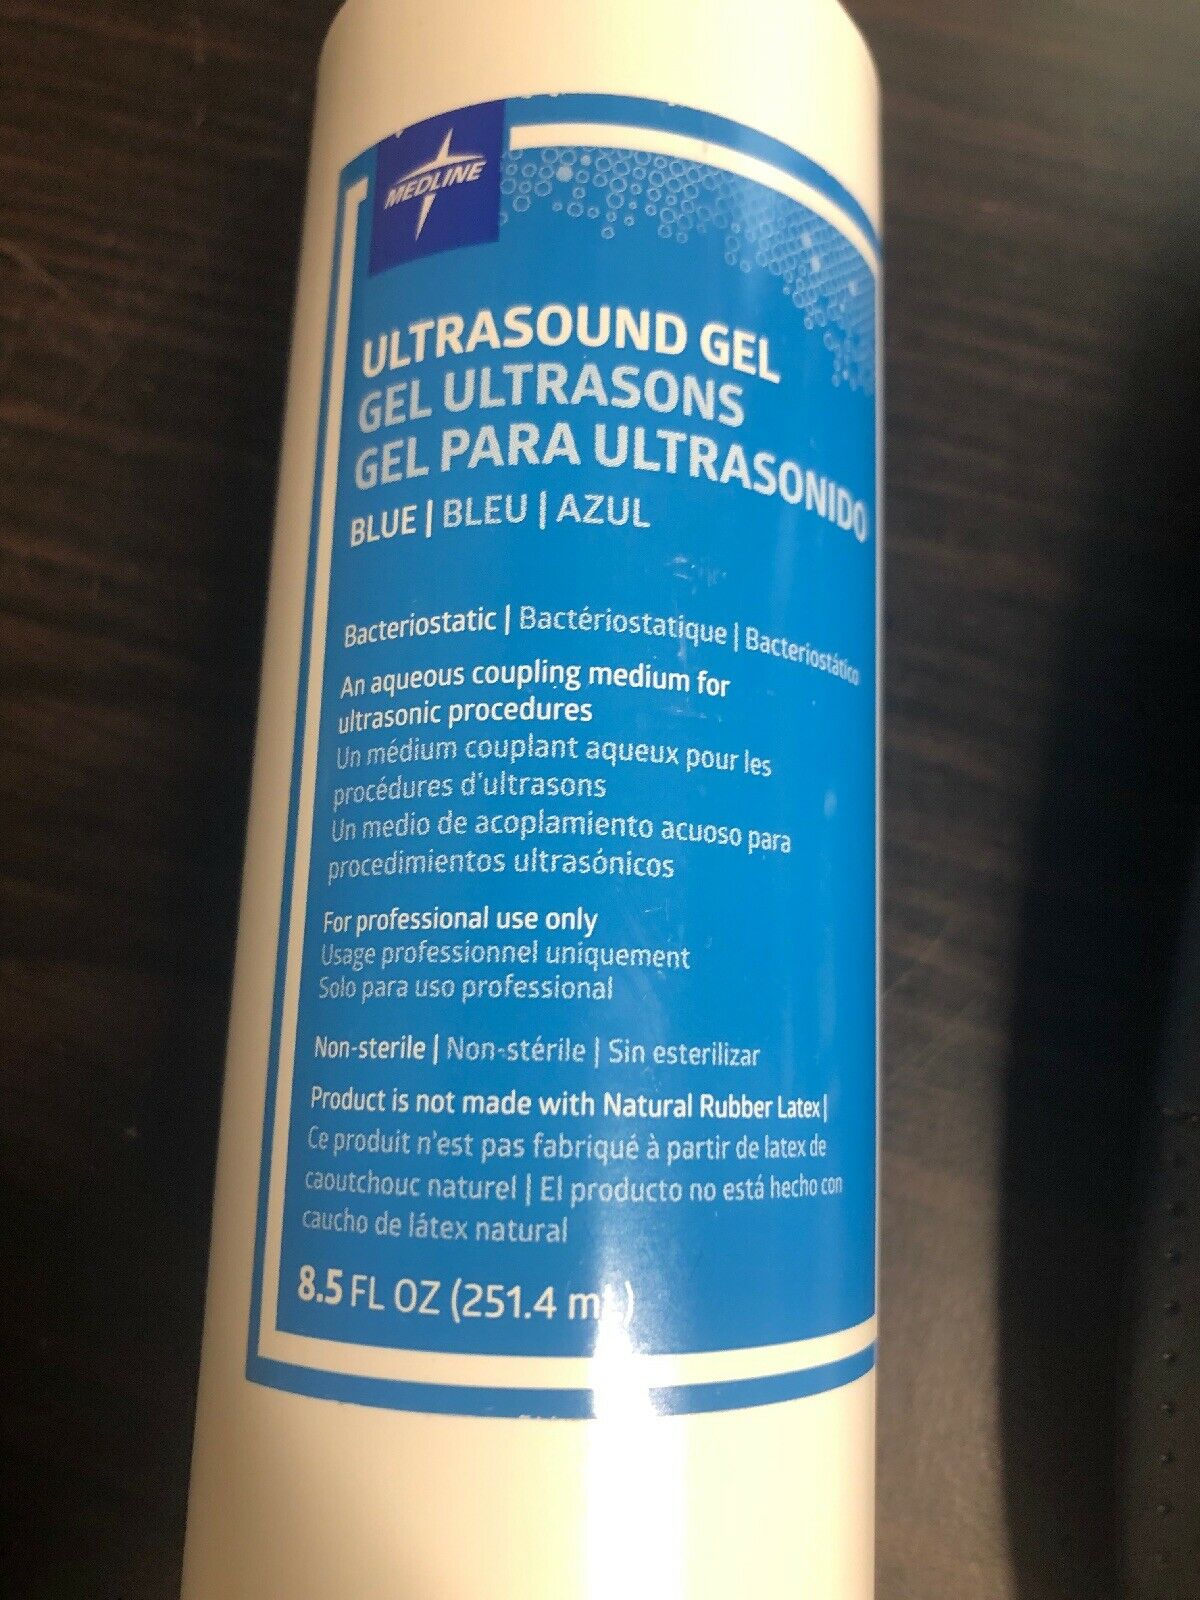 MEDLINE
ULTRASOUND GEL
GEL ULTRASONS
GEL PARA ULTRASONIDO
BLUE | BLEU | AZUL
Bacteriostatic | Bactériostatique | Bacteriostático
An aqueous coupling medium for
ultrasonic procedures
Un médium couplant aqueux pour les
procédures d'ultrasons
Un medio de acoplamiento acuoso para
procedimientos ultrasónicos
For professional use only
Usage professionnel uniquement
Solo para uso professional
Non-sterile | Non-stérile | Sin esterilizar
Product is not made with Natural Rubber Latex |
Ce produit n'est pas fabriqué à partir de latex de
caoutchouc naturel | El producto no está hecho con
caucho de látex natural
8.5 FL OZ (251.4 mL)